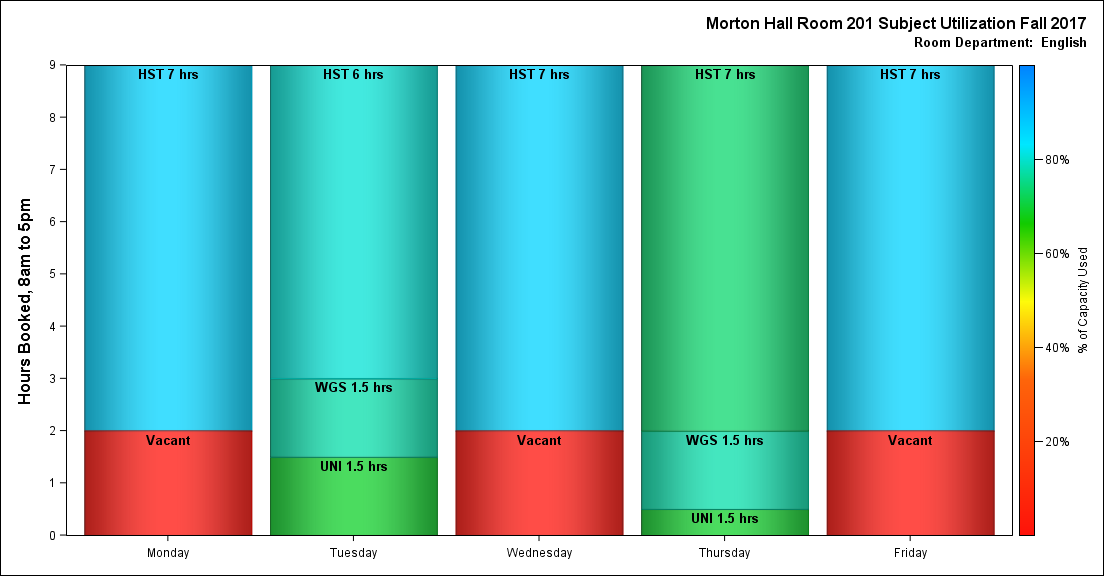 Morton Hall Room 201 Subject Utilization Fall 2017
Room Department:  English
Hours Booked, 8am to 5pm
9
8
7
6
5
4
3
2
1
0
HST 7 hrs
Vacant
HST 6 hrs
WGS 1.5 hrs
UNI 1.5 hrs
HST 7 hrs
Vacant
HST 7 hrs
WGS 1.5 hrs
UNI 1.5 hrs
HST 7 hrs
Vacant
Monday
Tuesday
Wednesday
Thursday
Friday
80%
60%
40%
20%
% of Capacity Used